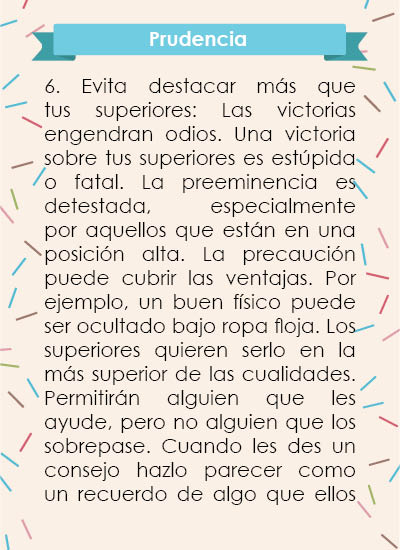 Prudencia
6. Evita destacar más que
tus superiores: Las victorias
engendran odios. Una victoria
sobre tus superiores es estúpida
o fatal. La preeminencia es
detestada, especialmente
por aquellos que están en una
posición alta. La precaución
puede cubrir las ventajas. Por
ejemplo, un buen físico puede
ser ocultado bajo ropa floja. Los
superiores quieren serlo en la
más superior de las cualidades.
Permitirán alguien que les
ayude, pero no alguien que los
sobrepase. Cuando les des un
consejo hazlo parecer como
un recuerdo de algo que ellos